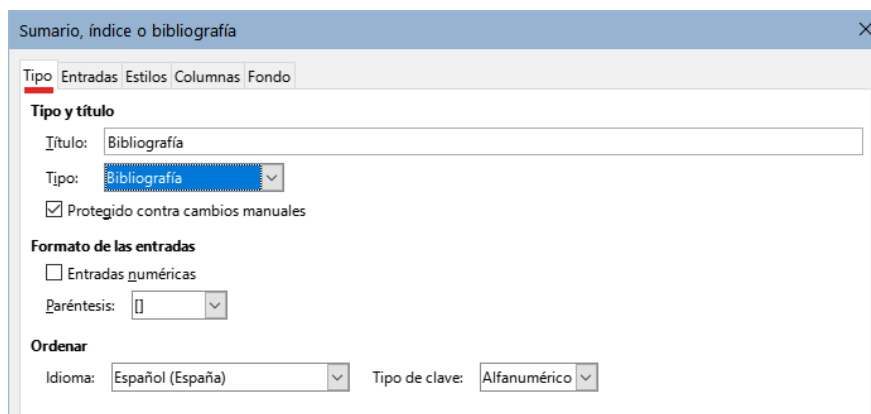 Sumario, índice o bibliografía
Tipo Entradas Estilos Columnas Fondo
Tipo y título
Título: Bibliografía
Tipo: Bibliografía
Protegido contra cambios manuales
Formato de las entradas
Entradas numéricas
Paréntesis: []
Ordenar
Idioma: Español (España) Tipo de clave: Alfanumérico